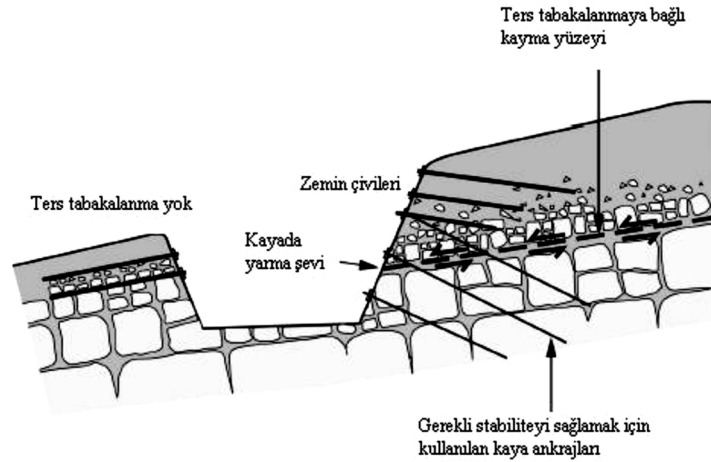 Ters tabakalanmaya bağlı
kayma yüzeyi
Zemin çivileri
Ters tabakalanma yok
Kayada
yarma şevi
Gerekli stabiliteyi sağlamak için
kullanılan kaya ankrajları